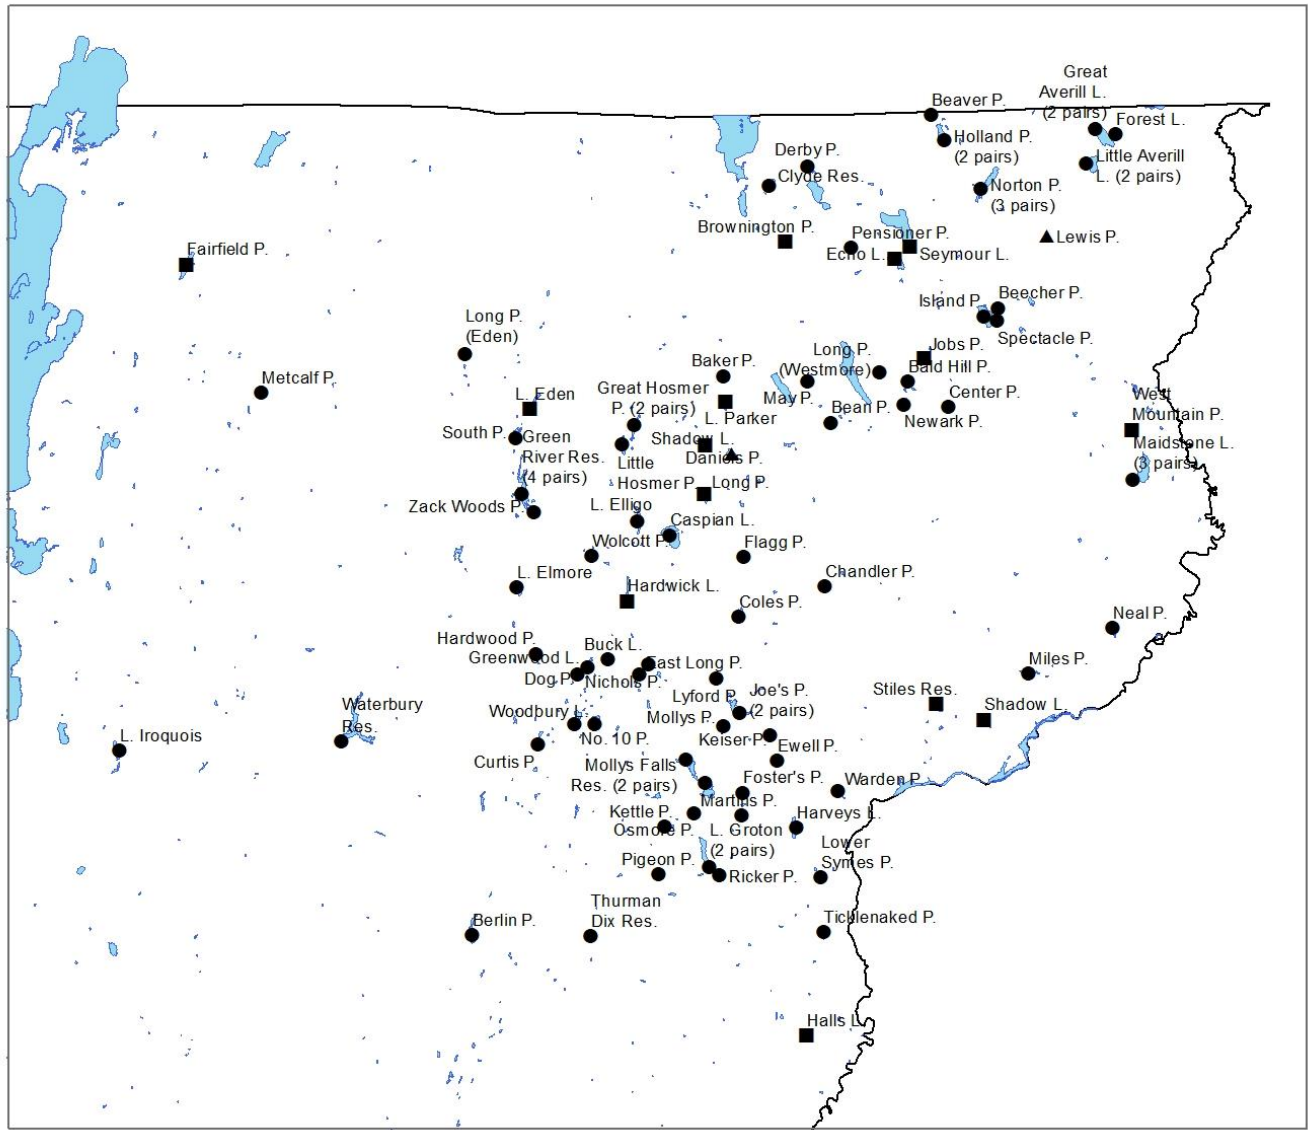 Great
Averill L.
(2 pairs)
Beaver P.
Forest L.
Holland P.
(2 pairs)
Derby P.
Clyde Res.
Little Averill
L. (2 pairs)
Norton P.
(3 pairs)
Brownington P.
Pensioner P.
Lewis P.
Echo L.
Seymour L.
Fairfield P.
Island P.
Beecher P.
Spectacle P.
Long P.
(Eden)
Metcalf P.
Long P.
(Westmore)
Jobs P.
Bald Hill P.
Baker P.
Great Hosmer
P. (2 pairs)
L. Eden
May P.
Center P.
West
Mountain P.
L. Parker
Bean P.
Newark P.
South P.
Green
River Res.
(4 pairs)
Shadow L.
Daniels P.
Maidstone L.
(3 pairs)
Little
Hosmer P.
Long P.
Zack Woods P.
L. Elligo
Caspian L.
Wolcott P.
Flagg P.
L. Elmore
Hardwick L.
Chandler P.
Coles P.
Neal P.
Hardwood P.
Greenwood L.
Buck L.
East Long P.
Dog P.
Nichols P.
Miles P.
Lyford P.
Joe's P.
(2 pairs)
Stiles Res.
Shadow L.
Waterbury
Res.
Woodbury L.
Mollys P.
L. Iroquois
No. 10 P.
Keiser P.
Ewell P.
Curtis P.
Mollys Falls
Res. (2 pairs)
Foster's P.
Warden P.
Martins P.
Kettle P.
Osmore P.
L. Groton
(2 pairs)
Harveys L.
Lower
Symes P.
Pigeon P.
Ricker P.
Thurman
Dix Res.
Berlin P.
Ticklenaked P.
Halls L.